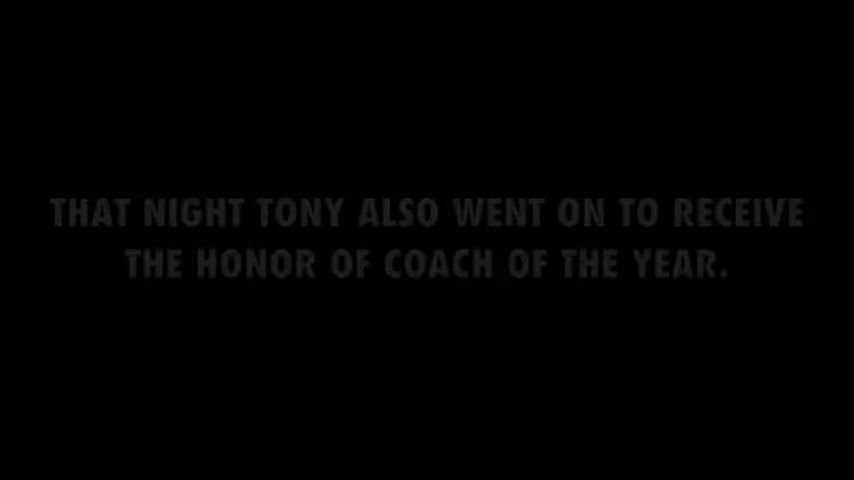 THAT NIGHT TONY ALSO WENT ON TO RECEIVE
THE HONOR OF COACH OF THE YEAR.